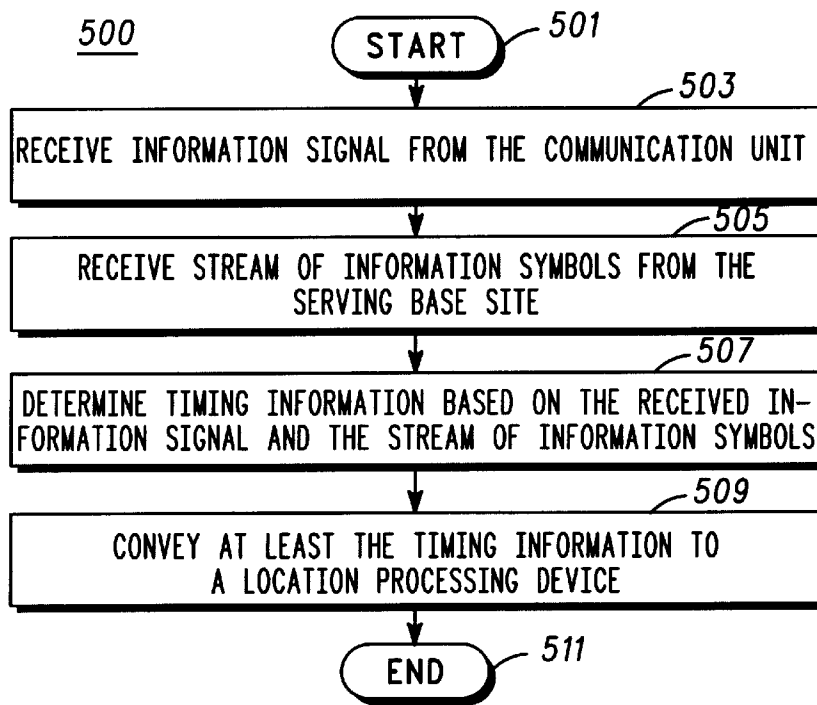 500
START
501
503
RECEIVE INFORMATION SIGNAL FROM THE COMMUNICATION UNIT
505
RECEIVE STREAM OF INFORMATION SYMBOLS FROM THE
SERVING BASE SITE
507
DETERMINE TIMING INFORMATION BASED ON THE RECEIVED IN-
FORMATION SIGNAL AND THE STREAM OF INFORMATION SYMBOLS
509
CONVEY AT LEAST THE TIMING INFORMATION TO
A LOCATION PROCESSING DEVICE
END
511